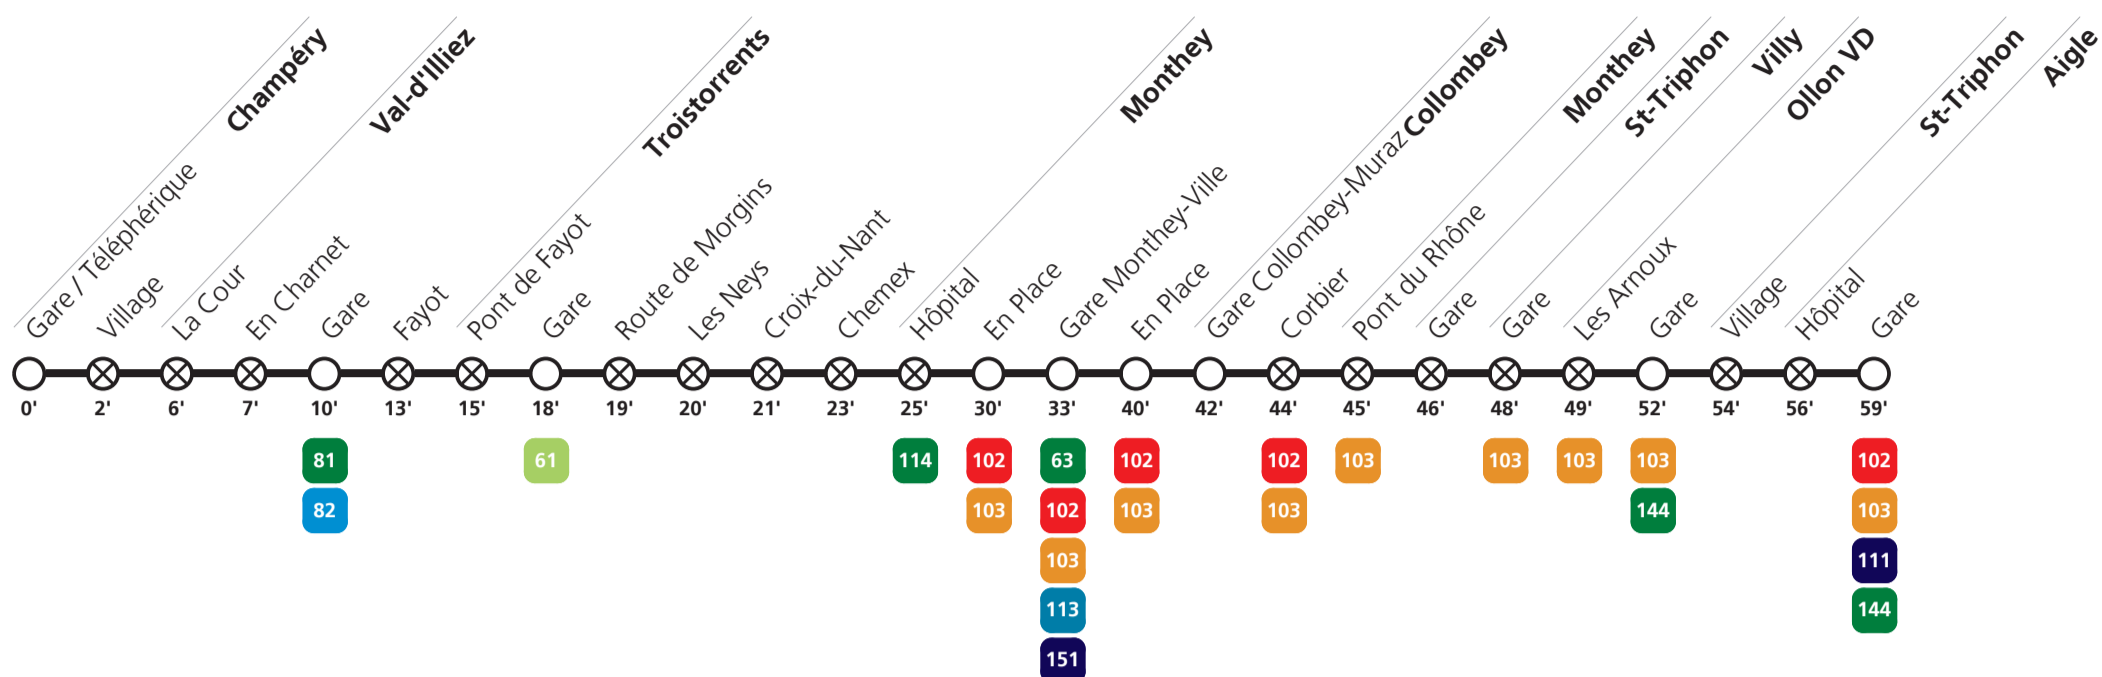 Champéry
Val-d'Illiez
Troistorrents
Monthey
Collombey
Monthey
St-Triphon
Villy
Ollon VD
St-Triphon
Aigle
Gare / Téléphérique
Village
La Cour
En Charnet
Gare
Fayot
Pont de Fayot
Gare
Route de Morgins
Les Neys
Croix-du-Nant
Chemex
Hôpital
En Place
Gare Monthey-Ville
En Place
Gare Collombey-Muraz
Corbier
Pont du Rhône
Gare
Gare
Les Arnoux
Gare
Village
Hôpital
Gare
0' 2' 6' 7' 10' 13' 15' 18' 19' 20' 21' 23' 25' 30' 33' 40' 42' 44' 45' 46' 48' 49' 52' 54' 56' 59'
81 61 114 102 63 102 102 103 103 103 103 102
82 103 102 103 103 144 103
103 111
113 144
151